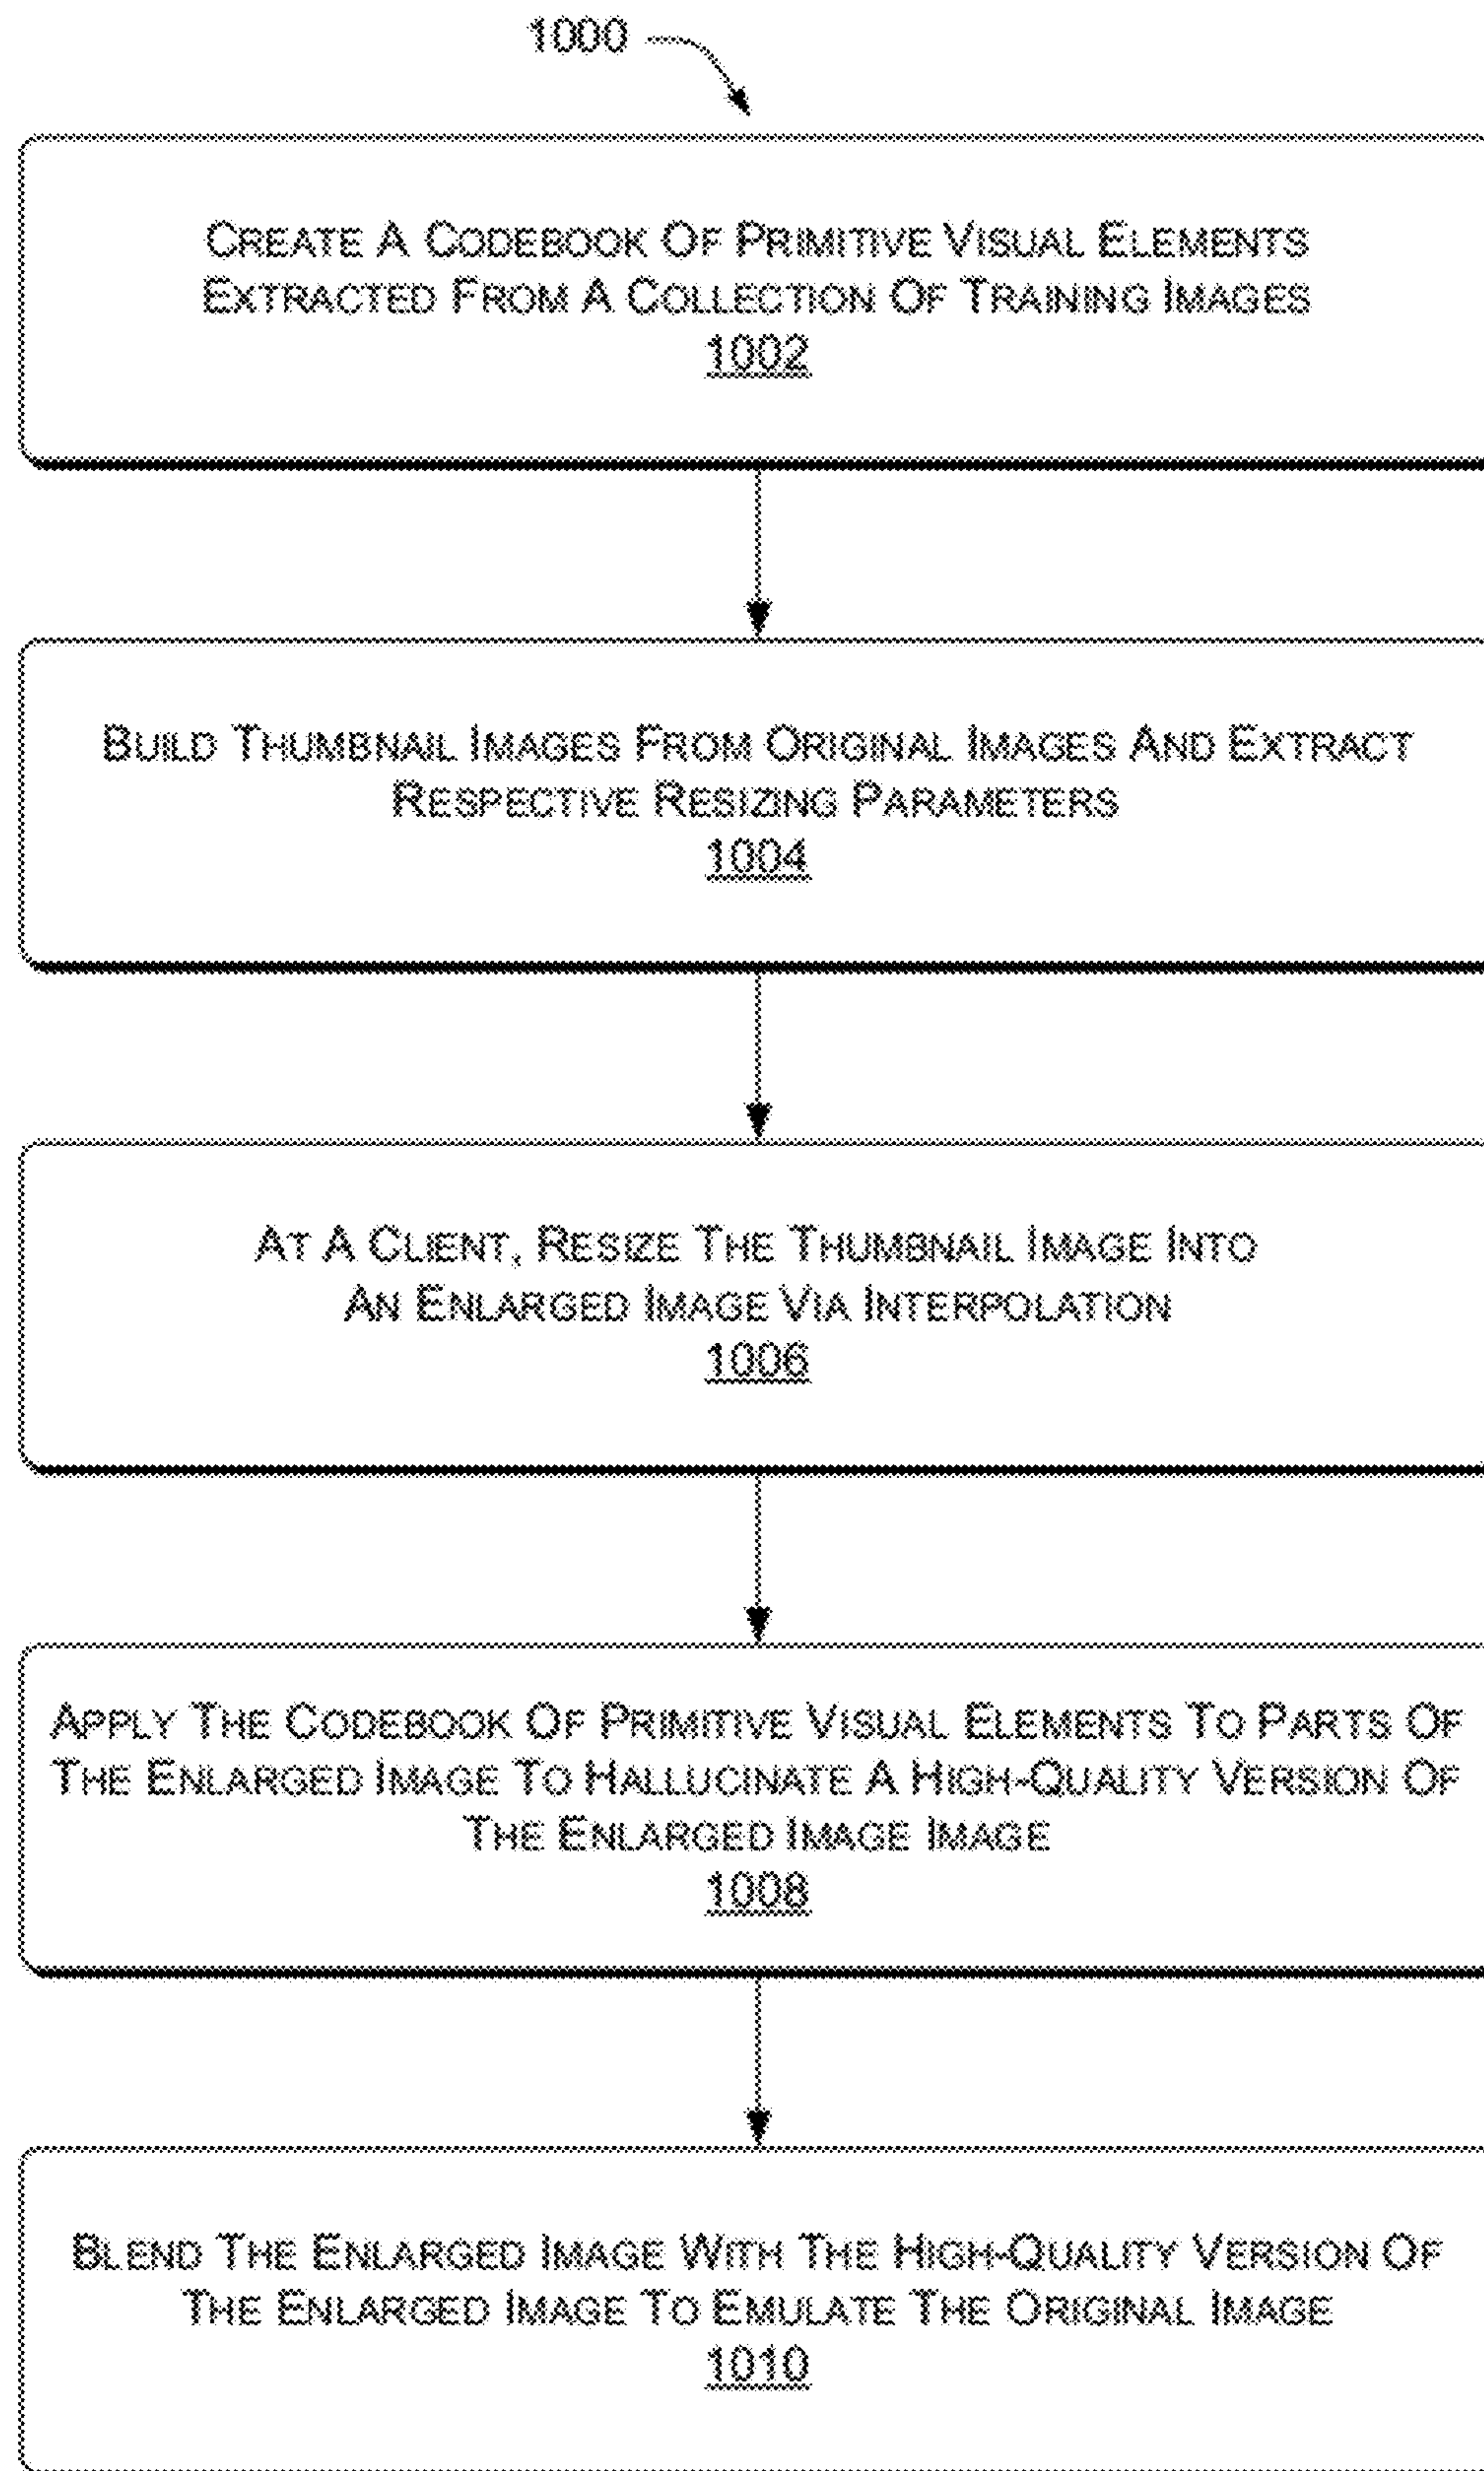 1000
CREATE A CODEBOOK OF PRIMITIVE VISUAL ELEMENTS
EXTRACTED FROM A COLLECTION OF TRAINING IMAGES
1002
BUILD THUMBNAIL IMAGES FROM ORIGINAL IMAGES AND EXTRACT
RESPECTIVE RESIZING PARAMETERS
1004
AT A CLIENT, RESIZE THE THUMBNAIL IMAGE INTO
AN ENLARGED IMAGE VIA INTERPOLATION
1006
APPLY THE CODEBOOK OF PRIMITIVE VISUAL ELEMENTS TO PARTS OF
THE ENLARGED IMAGE TO HALLUCINATE A HIGH-QUALITY VERSION OF
THE ENLARGED IMAGE IMAGE
1008
BLEND THE ENLARGED IMAGE WITH THE HIGH-QUALITY VERSION OF
THE ENLARGED IMAGE TO EMULATE THE ORIGINAL IMAGE
1010